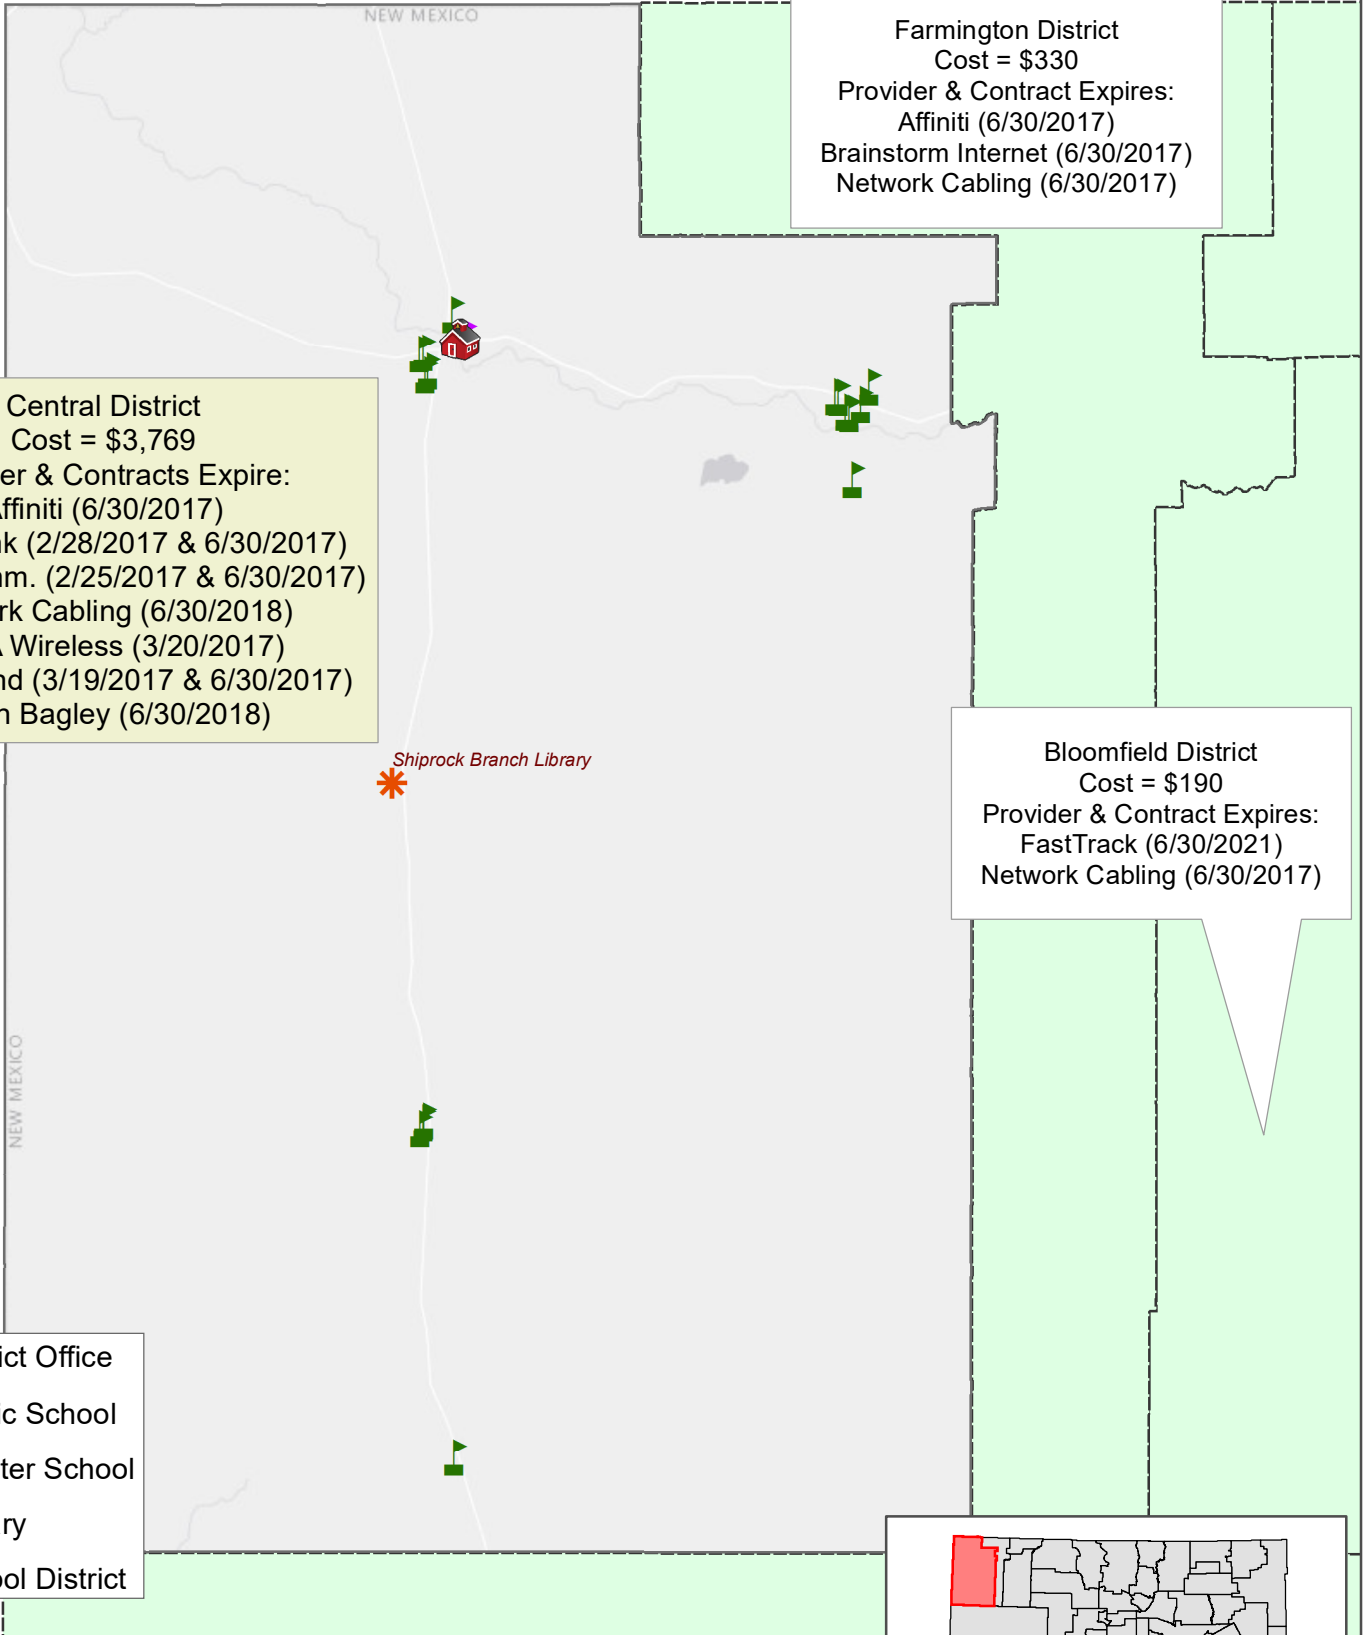 NEW MEXICO
Farmington District
Cost = $330
Provider & Contract Expires:
Affiniti (6/30/2017)
Brainstorm Internet (6/30/2017)
Network Cabling (6/30/2017)
Central District
Cost = $3,769
er & Contracts Expire:
ffiniti (6/30/2017)
k (2/28/2017 & 6/30/2017)
m. (2/25/2017 & 6/30/2017)
rk Cabling (6/30/2018)
Wireless (3/20/2017)
nd (3/19/2017 & 6/30/2017)
n Bagley (6/30/2018)
Shiprock Branch Library
Bloomfield District
Cost = $190
Provider & Contract Expires:
FastTrack (6/30/2021)
Network Cabling (6/30/2017)
NEW MEXICO
ict Office
ic School
ter School
ry
ool District